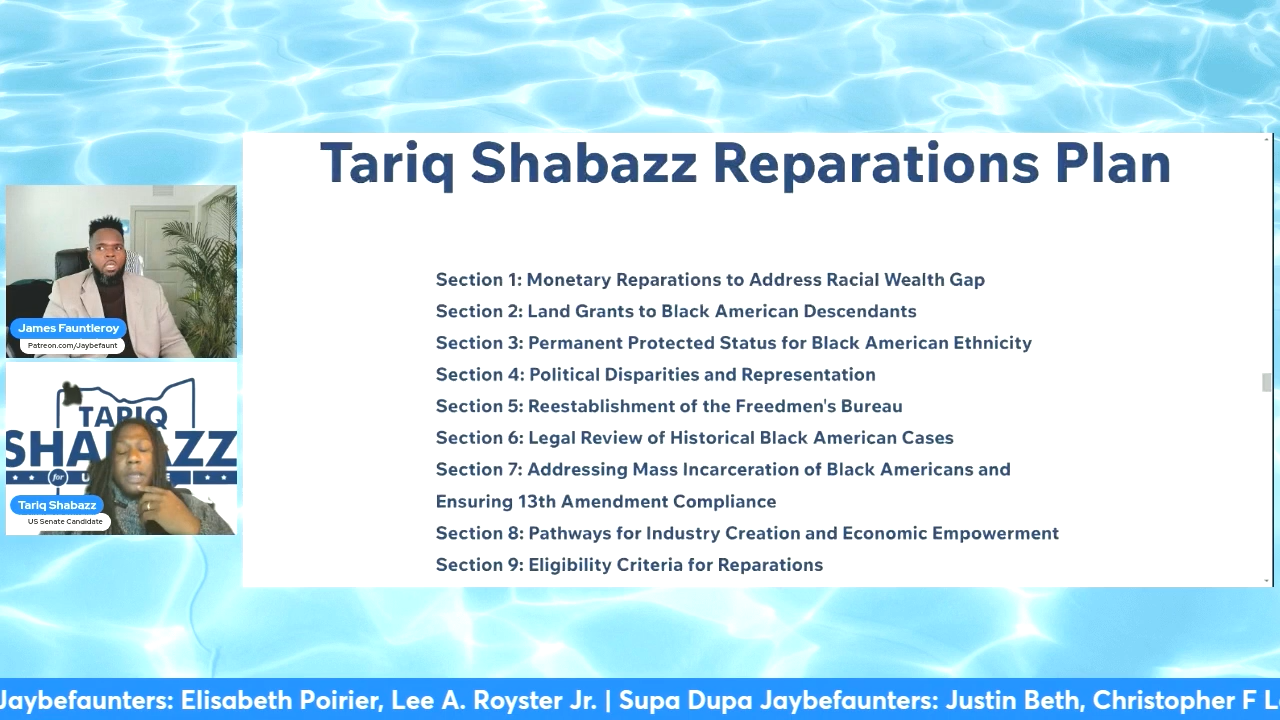 Tariq Shabazz Reparations Plan
Section 1: Monetary Reparations to Address Racial Wealth Gap
Section 2: Land Grants to Black American Descendants
Section 3: Permanent Protected Status for Black American Ethnicity
Section 4: Political Disparities and Representation
Section 5: Reestablishment of the Freedmen's Bureau
Section 6: Legal Review of Historical Black American Cases
Section 7: Addressing Mass Incarceration of Black Americans and
Ensuring 13th Amendment Compliance
Section 8: Pathways for Industry Creation and Economic Empowerment
Section 9: Eligibility Criteria for Reparations
James Fauntleroy
Patreon.com/Jaybefaunt
TARIQ
SHABAZZ
for
Tariq Shabazz
US Senate Candidate
Jaybefaunters: Elisabeth Poirier, Lee A. Royster Jr. | Supa Dupa Jaybefaunters: Justin Beth, Christopher F L